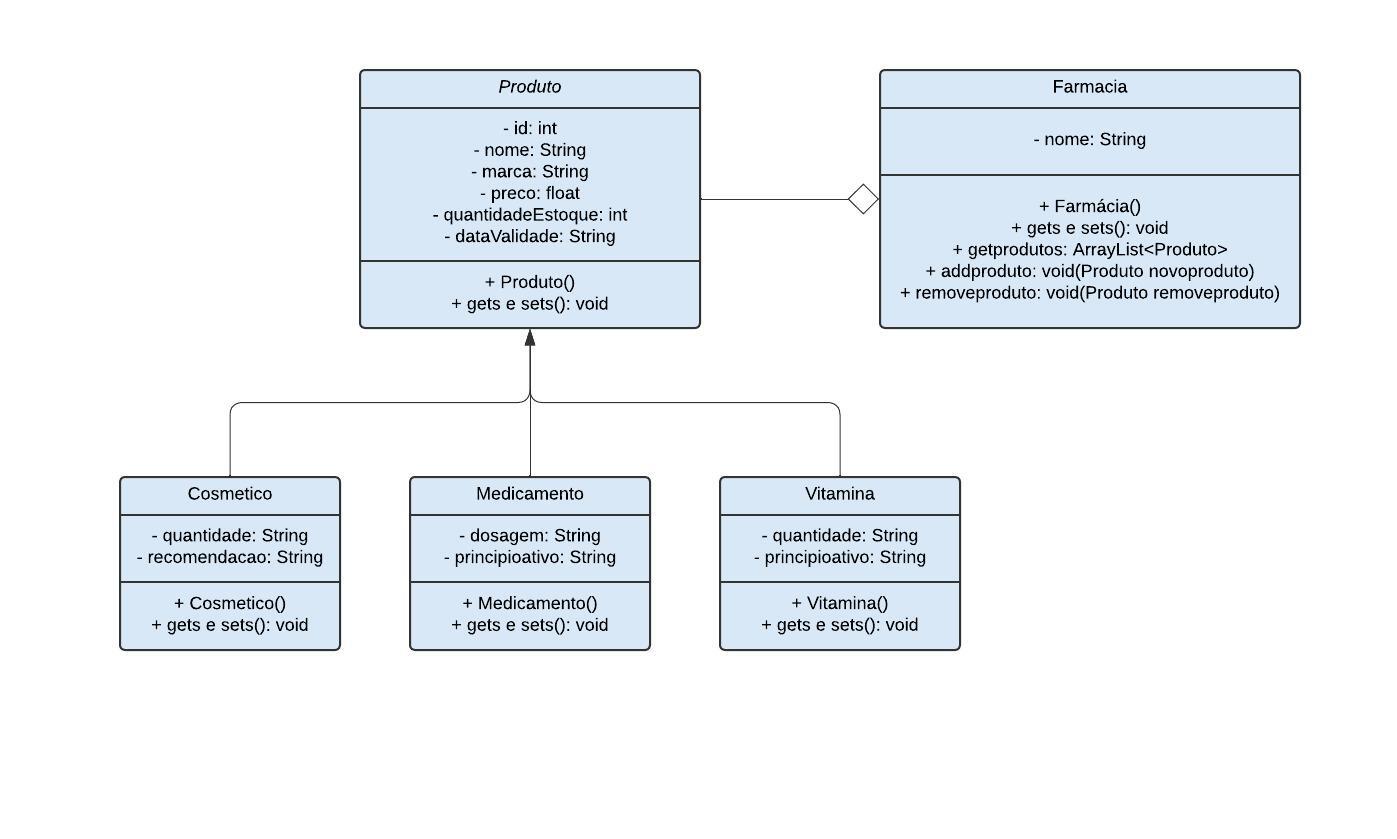 Produto
- id: int
- nome: String
- marca: String
- preco: float
- quantidadeEstoque: int
- dataValidade: String
+ Produto()
+ gets e sets(): void
Farmacia
- nome: String
+ Farmácia()
+ gets e sets(): void
+ getprodutos: ArrayList<Produto>
+ addproduto: void(Produto novoproduto)
+ removeproduto: void(Produto removeproduto)
Cosmetico
- quantidade: String
- recomendacao: String
+ Cosmetico()
+ gets e sets(): void
Medicamento
- dosagem: String
- principioativo: String
+ Medicamento()
+ gets e sets(): void
Vitamina
- quantidade: String
- principioativo: String
+ Vitamina()
+ gets e sets(): void